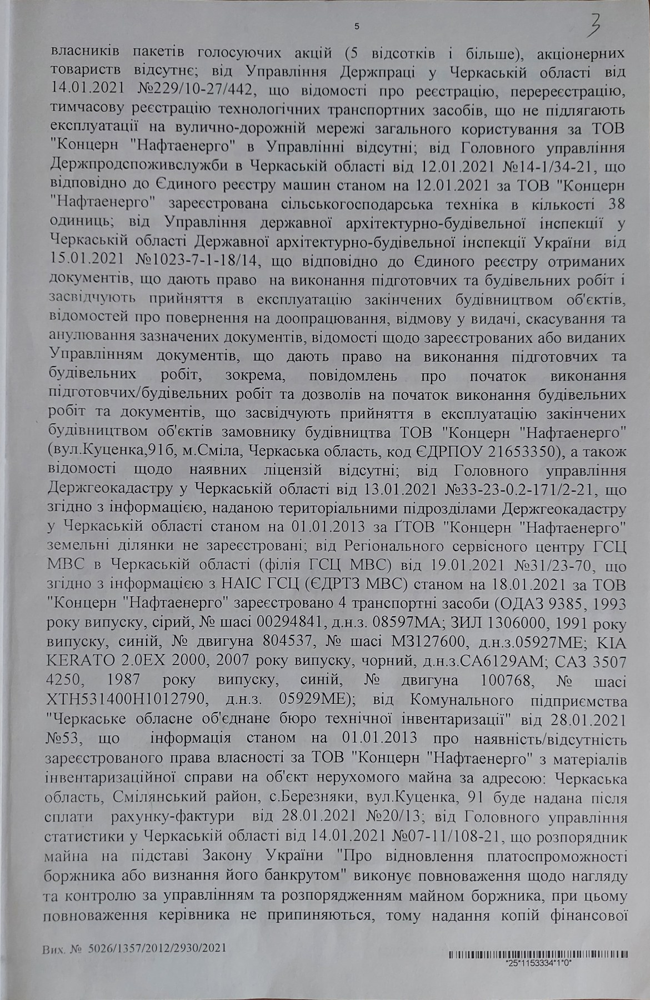 5
3
власників пакетів голосуючих акцій (5 відсотків і більше), акціонерних
товариств відсутнє; від Управління Держпраці у Черкаській області від
14.01.2021 №229/10-27/442, що відомості про реєстрацію, перереєстрацію,
тимчасову реєстрацію технологічних транспортних засобів, що не підлягають
експлуатації на вулично-дорожній мережі загального користування за ТОВ
"Концерн "Нафтаенерго" в Управлінні відсутні; від Головного управління
Держпродспоживслужби в Черкаській області від 12.01.2021 №14-1/34-21, що
відповідно до Єдиного реєстру машин станом на 12.01.2021 за ТОВ "Концерн
"Нафтаенерго" зареєстрована сільськогосподарська техніка в кількості 38
одиниць; від Управління державної архітектурно-будівельної інспекції у
Черкаській області Державної архітектурно-будівельної інспекції України від
15.01.2021 №1023-7-1-18/14, що відповідно до Єдиного реєстру отриманих
документів, що дають право на виконання підготовчих та будівельних робіт і
засвідчують прийняття в експлуатацію закінчених будівництвом об'єктів,
відомостей про повернення на доопрацювання, відмову у видачі, скасування та
анулювання зазначених документів, відомості щодо зареєстрованих або виданих
Управлінням документів, що дають право на виконання підготовчих та
будівельних робіт, зокрема, повідомлень про початок виконання
підготовчих/будівельних робіт та дозволів на початок виконання будівельних
робіт та документів, що засвідчують прийняття в експлуатацію закінчених
будівництвом об'єктів замовнику будівництва ТОВ "Концерн "Нафтаенерго"
(вул.Куценка,91б, м.Сміла, Черкаська область, код ЄДРПОУ 21653350), а також
відомості щодо наявних ліцензій відсутні; від Головного управління
Держгеокадастру у Черкаській області від 13.01.2021 №33-23-0.2-171/2-21, що
згідно з інформацією, наданою територіальними підрозділами Держгеокадастру
у Черкаській області станом на 01.01.2013 за ҐТОВ "Концерн "Нафтаенерго"
земельні ділянки не зареєстровані; від Регіонального сервісного центру ГСЦ
МВС в Черкаській області (філія ГСЦ МВС) від 19.01.2021 №31/23-70, що
згідно з інформацією з НАІС ГСЦ (ЄДРТЗ МВС) станом на 18.01.2021 за ТОВ
"Концерн "Нафтаенерго" зареєстровано 4 транспортні засоби (ОДАЗ 9385, 1993
року випуску, сірий, № шасі 00294841, д.н.з. 08597МА; ЗИЛ 1306000, 1991 року
випуску, синій, № двигуна 804537, № шасі МЗ127600, д.н.з.05927МЕ; KIA
KERATO 2.0EX 2000, 2007 року випуску, чорний, д.н.з.СА6129АМ; САЗ 3507
4250, 1987 року випуску, синій, № двигуна 100768, № шасі
XTH531400H1012790, д.н.з. 05929МЕ); від Комунального підприємства
"Черкаське обласне об'єднане бюро технічної інвентаризації" від 28.01.2021
№53, що інформація станом на 01.01.2013 про наявність/відсутність
зареєстрованого права власності за ТОВ "Концерн "Нафтаенерго" з матеріалів
інвентаризаційної справи на об'єкт нерухомого майна за адресою: Черкаська
область, Смілянський район, с.Березняки, вул.Куценка, 91 буде надана після
сплати рахунку-фактури від 28.01.2021 №20/13; від Головного управління
статистики у Черкаській області від 14.01.2021 №07-11/108-21, що розпорядник
майна на підставі Закону України "Про відновлення платоспроможності
боржника або визнання його банкрутом" виконує повноваження щодо нагляду
та контролю за управлінням та розпорядженням майном боржника, при цьому
повноваження керівника не припиняються, тому надання копій фінансової
Вих. № 5026/1357/2012/2930/2021
*25*1153334*1*0*